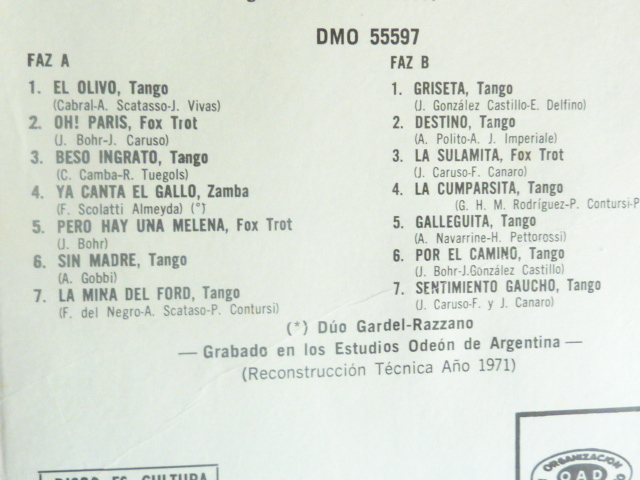 DMO 55597
FAZ A
1. EL OLIVO, Tango
(Cabral-A. Scatasso-J. Vivas)
2. OH! PARIS, Fox Trot
(J. Bohr-J. Caruso)
3. BESO INGRATO, Tango
(C. Camba-R. Tuegols)
4. YA CANTA EL GALLO, Zamba
(F. Scolatti Almeyda) (*)
5. PERO HAY UNA MELENA, Fox Trot
(J. Bohr)
6. SIN MADRE, Tango
(A. Gobbi)
7. LA MINA DEL FORD, Tango
(F. del Negro-A. Scataso-P. Contursi)
FAZ B
1. GRISETA, Tango
(J. González Castillo-E. Delfino)
2. DESTINO, Tango
(A. Polito-A. J. Imperiale)
3. LA SULAMITA, Fox Trot
(J. Caruso-F. Canaro)
4. LA CUMPARSITA, Tango
(G. H. M. Rodríguez-P. Contursi-P
5. GALLEGUITA, Tango
(A. Navarrine-H. Pettorossi)
6. POR EL CAMINO, Tango
(J. Bohr-J.González Castillo)
7. SENTIMIENTO GAUCHO, Tango
(J. Caruso-F. y J. Canaro)
(*) Dúo Gardel-Razzano
— Grabado en los Estudios Odeón de Argentina —
(Reconstrucción Técnica Año 1971)
DISCO ES CULTURA
ORGANIZACION
OAD